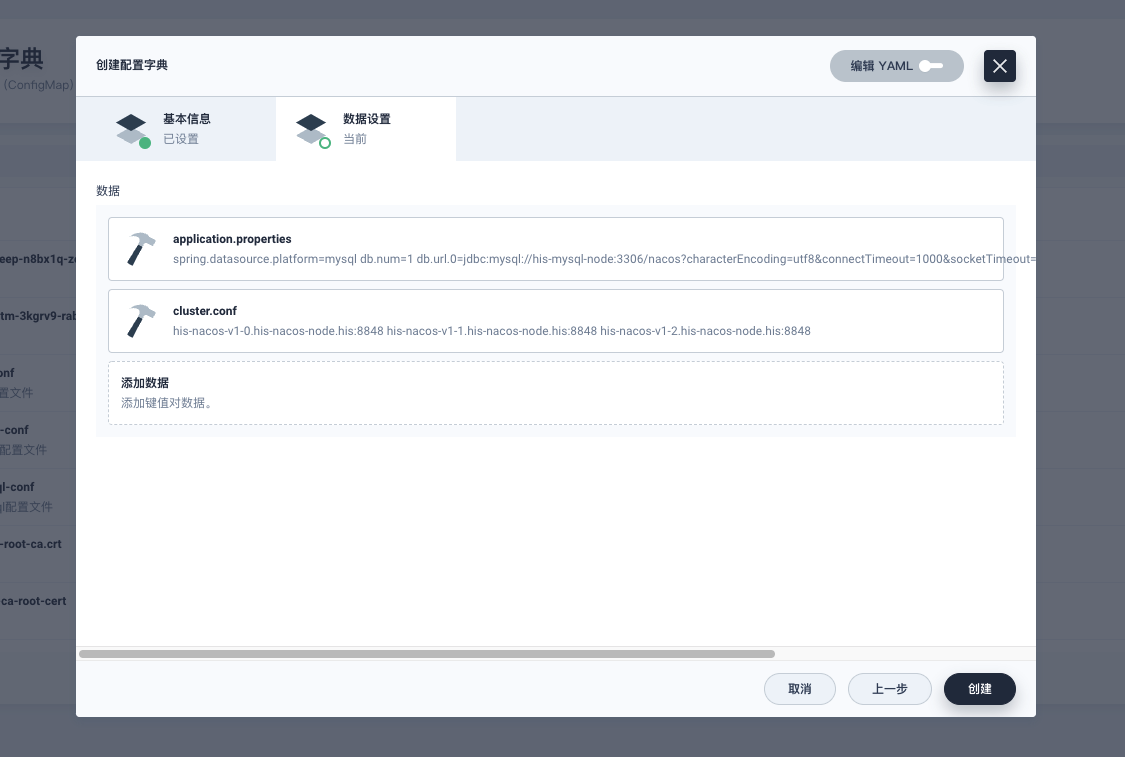 字典
(ConfigMap)
创建配置字典
编辑 YAML
基本信息
已设置
数据设置
当前
数据
application.properties
spring.datasource.platform=mysql db.num=1 db.url.0=jdbc:mysql://his-mysql-node:3306/nacos?characterEncoding=utf8&connectTimeout=1000&socketTimeout=
cluster.conf
his-nacos-v1-0.his-nacos-node.his:8848 his-nacos-v1-1.his-nacos-node.his:8848 his-nacos-v1-2.his-nacos-node.his:8848
添加数据
添加键值对数据。
eep-n8bx1q-z
tm-3kgrv9-rab
onf
置文件
-conf
配置文件
ql-conf
ql配置文件
-root-ca.crt
ca-root-cert
取消
上一步
创建